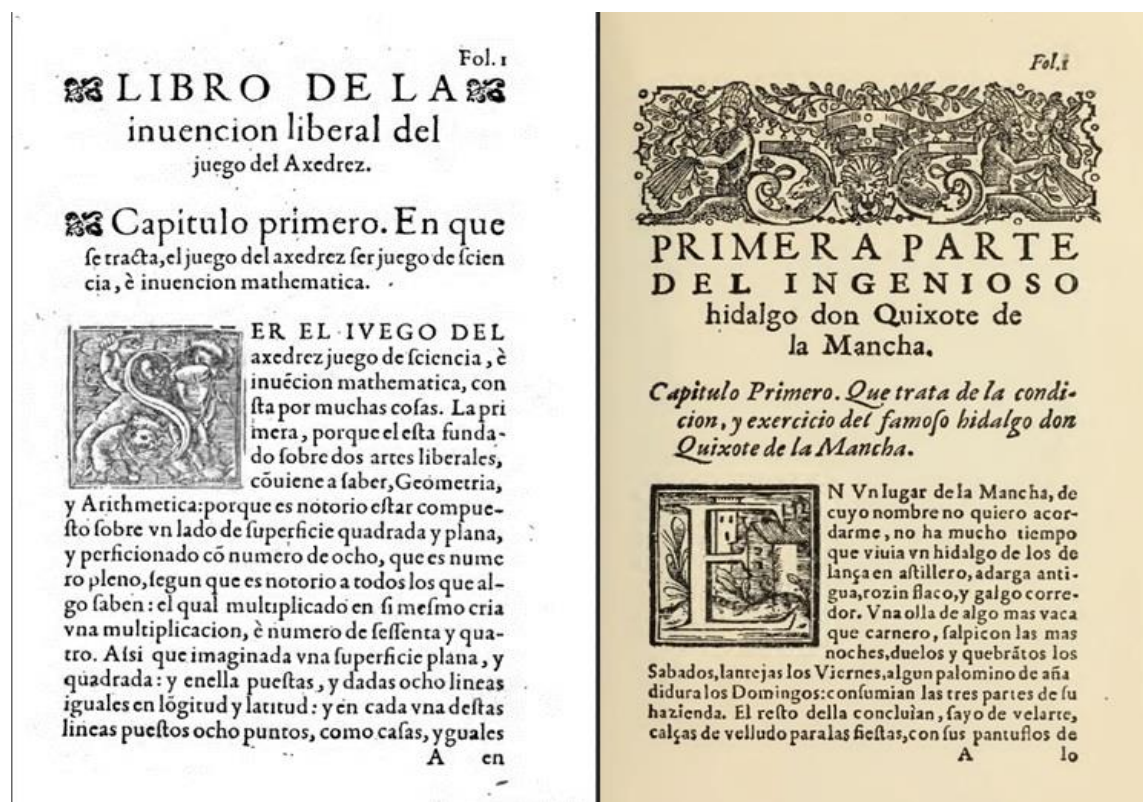 Fol. 1
LIBRO DE LA
inuencion liberal del
juego del Axedrez.
Capitulo primero. En que
ſe tracta,el juego del axedrez ſer juego de ſcien
cia, è inuencion mathematica.
SER EL IVEGO DEL
axedrez juego de ſciencia, è
inuẽcion mathematica, con
ſta por muchas coſas. La pri
mera, porque el eſta funda-
do ſobre dos artes liberales,
cõuiene a ſaber, Geometria,
y Arithmetica: porque es notorio eſtar compue-
ſto ſobre vn lado de ſuperficie quadrada y plana,
y perficionado cõ numero de ocho, que es nume
ro pleno, ſegun que es notorio a todos los que al-
go ſaben : el qual multiplicado en ſi meſmo cria
vna multiplicacion, è numero de ſeſſenta y qua-
tro. Aſsi que imaginada vna ſuperficie plana, y
quadrada : y enella pueſtas, y dadas ocho lineas
iguales en lõgitud y latitud : y en cada vna deſtas
lineas pueſtos ocho puntos, como caſas, yguales
A en
Fol.1
PRIMERA PARTE
DEL INGENIOSO
hidalgo don Quixote de
la Mancha.
Capitulo Primero. Que trata de la condi-
cion, y exercicio del famoſo hidalgo don
Quixote de la Mancha.
EN Vn lugar de la Mancha, de
cuyo nombre no quiero acor-
darme, no ha mucho tiempo
que viuia vn hidalgo de los de
lança en aſtillero, adarga anti-
gua, rozin flaco, y galgo corre-
dor. Vna olla de algo mas vaca
que carnero, ſalpicon las mas
noches, duelos y quebrãtos los
Sabados, lantejas los Viernes, algun palomino de aña
didura los Domingos: conſumian las tres partes de ſu
hazienda. El reſto della concluìan, ſayo de velarte,
calças de velludo para las fieſtas, con ſus pantuflos de
A lo